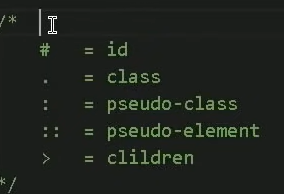 /*
# = id
. = class
: = pseudo-class
:: = pseudo-element
> = clildren
*/